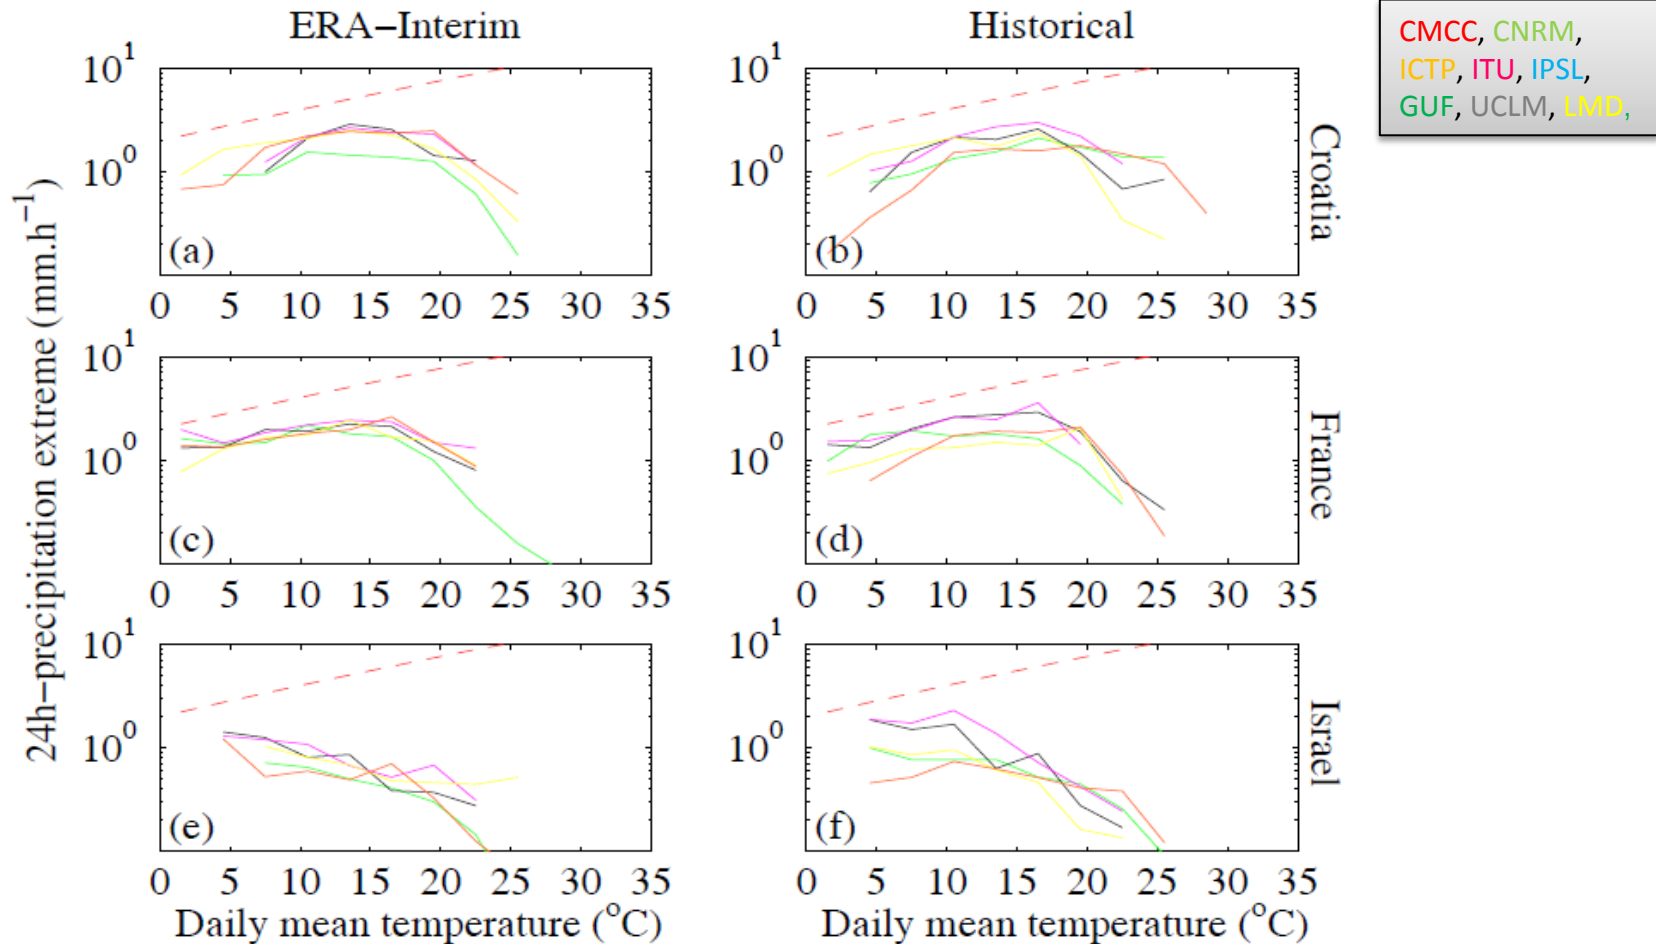 ERA−Interim
Historical
CMCC, CNRM,
ICTP, ITU, IPSL,
GUF, UCLM, LMD,
24h−precipitation extreme (mm.h⁻¹)
10¹
10⁰
(a)
0 5 10 15 20 25 30 35
10¹
10⁰
(b)
0 5 10 15 20 25 30 35
Croatia
10¹
10⁰
(c)
0 5 10 15 20 25 30 35
10¹
10⁰
(d)
0 5 10 15 20 25 30 35
France
10¹
10⁰
(e)
0 5 10 15 20 25 30 35
Daily mean temperature (°C)
10¹
10⁰
(f)
0 5 10 15 20 25 30 35
Daily mean temperature (°C)
Israel